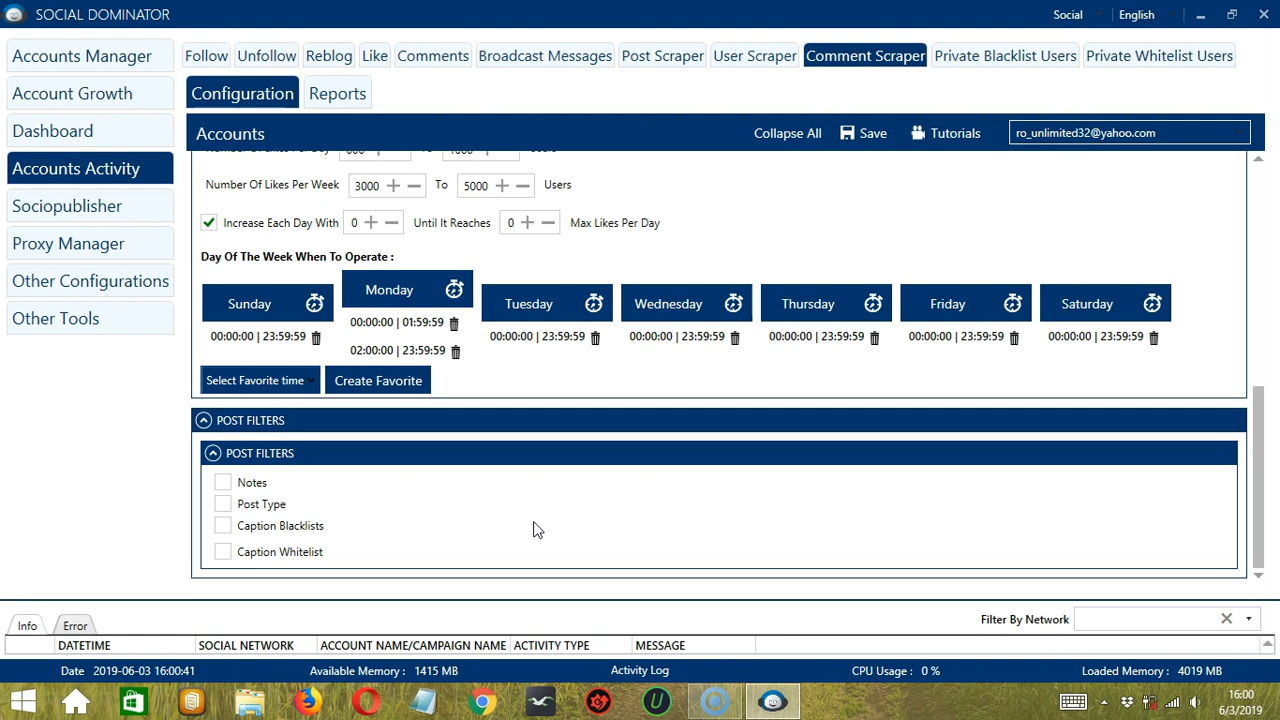 SOCIAL DOMINATOR Social English
Accounts Manager
Account Growth
Dashboard
Accounts Activity
Sociopublisher
Proxy Manager
Other Configurations
Other Tools
Follow Unfollow Reblog Like Comments Broadcast Messages Post Scraper User Scraper Comment Scraper Private Blacklist Users Private Whitelist Users
Configuration Reports
Accounts Collapse All Save Tutorials ro_unlimited32@yahoo.com
Number Of Likes Per Week 3000 To 5000 Users
Increase Each Day With 0 Until It Reaches 0 Max Likes Per Day
Day Of The Week When To Operate :
Sunday Monday Tuesday Wednesday Thursday Friday Saturday
00:00:00 | 23:59:59 00:00:00 | 01:59:59 00:00:00 | 23:59:59 00:00:00 | 23:59:59 00:00:00 | 23:59:59 00:00:00 | 23:59:59 00:00:00 | 23:59:59
02:00:00 | 23:59:59
Select Favorite time Create Favorite
POST FILTERS
POST FILTERS
Notes
Post Type
Caption Blacklists
Caption Whitelist
Info Error Filter By Network
DATETIME SOCIAL NETWORK ACCOUNT NAME/CAMPAIGN NAME ACTIVITY TYPE MESSAGE
Date 2019-06-03 16:00:41 Available Memory : 1415 MB Activity Log CPU Usage : 0 % Loaded Memory : 4019 MB
16:00
6/3/2019